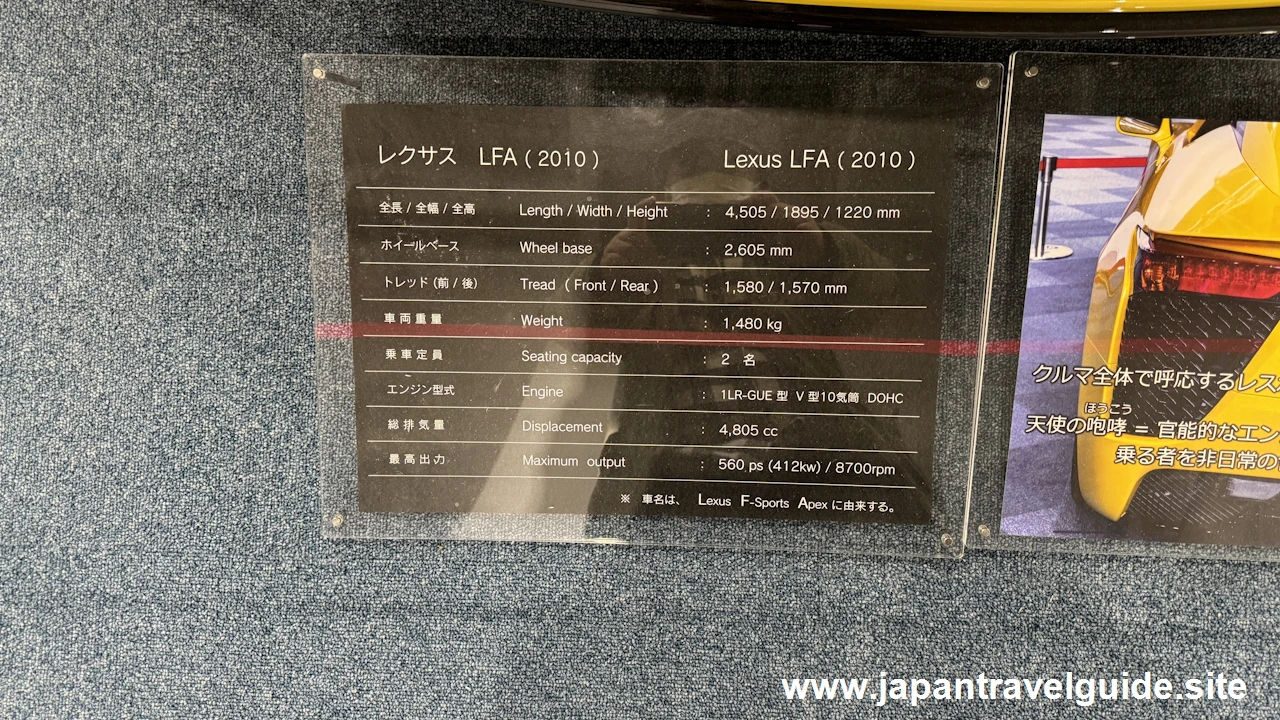 レクサス LFA ( 2010 ) Lexus LFA ( 2010 )
全長 / 全幅 / 全高 Length / Width / Height : 4,505 / 1895 / 1220 mm
ホイールベース Wheel base : 2,605 mm
トレッド (前 / 後) Tread ( Front / Rear ) : 1,580 / 1,570 mm
車両重量 Weight : 1,480 kg
乗車定員 Seating capacity : 2 名
エンジン型式 Engine : 1LR-GUE 型 V 型10気筒 DOHC
総排気量 Displacement : 4,805 cc
最高出力 Maximum output : 560 ps (412kw) / 8700rpm
※ 車名は、 Lexus F-Sports Apex に由来する。
クルマ全体で呼応するレス
ほうこう
天使の咆哮 = 官能的なエン
乗る者を非日常の
www.japantravelguide.site